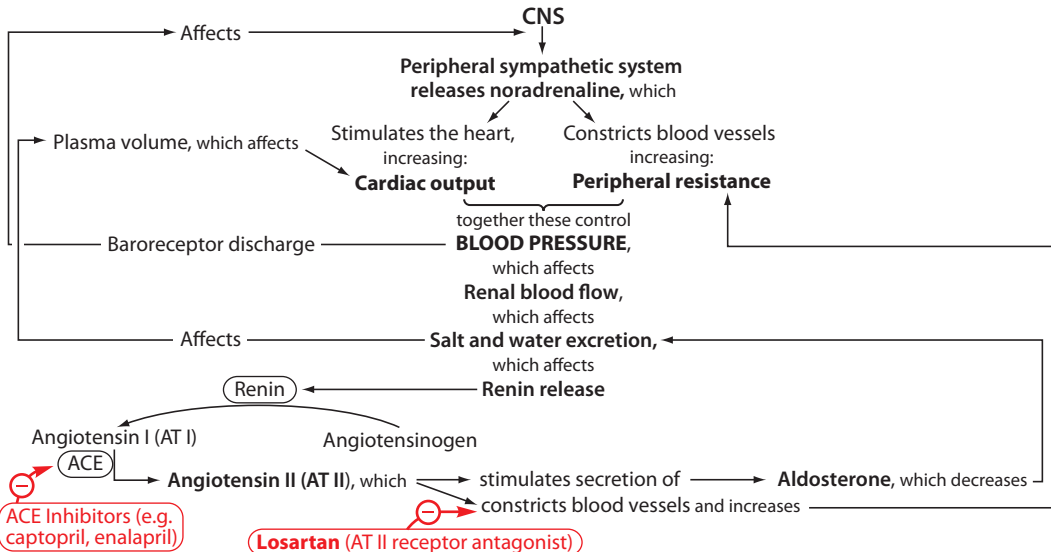 CNS
Affects
Peripheral sympathetic system
releases noradrenaline, which
Plasma volume, which affects
Stimulates the heart,
increasing:
Cardiac output
Constricts blood vessels
increasing:
Peripheral resistance
together these control
Baroreceptor discharge
BLOOD PRESSURE,
which affects
Renal blood flow,
which affects
Affects
Salt and water excretion,
which affects
Renin
Renin release
Angiotensin I (AT I)
Angiotensinogen
ACE
Angiotensin II (AT II), which
stimulates secretion of
Aldosterone, which decreases
constricts blood vessels and increases
ACE Inhibitors (e.g.
captopril, enalapril)
Losartan (AT II receptor antagonist)